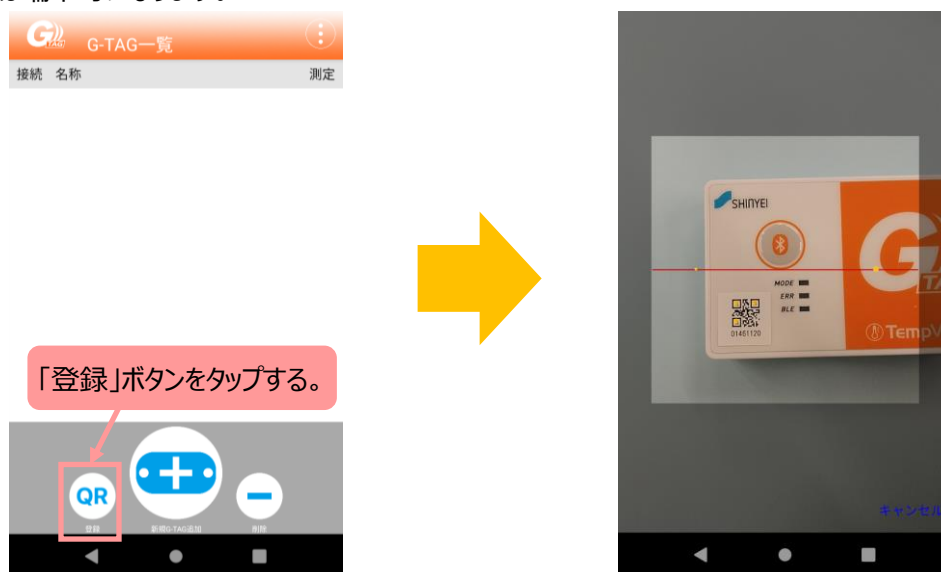 G-TAG一覧
接続 名称 測定
「登録」ボタンをタップする。
QR
登録 新規G-TAG追加 削除
SHINYEI
MODE
ERR
BLE
01461120
G
TA
TempV
キャンセル